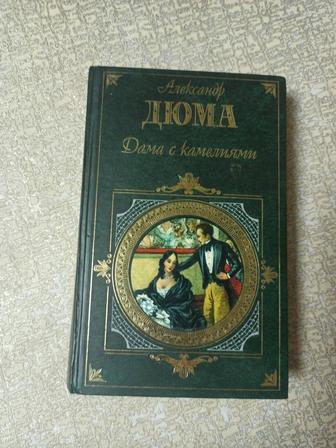 Александр
ДЮМА
Дама с камелиями